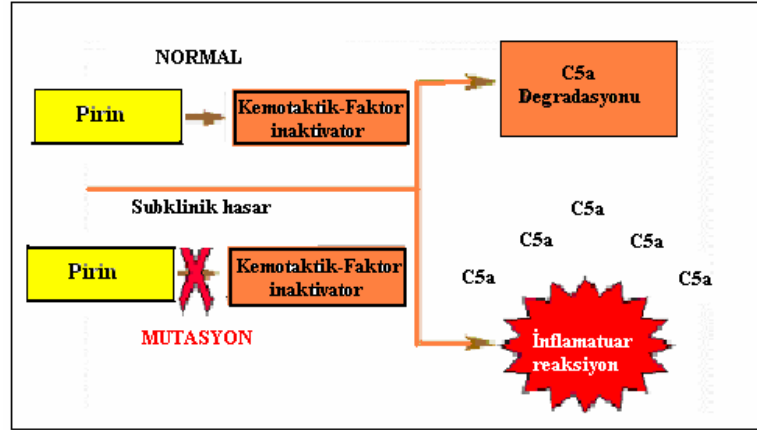 NORMAL
Pirin
Kemotaktik-Faktor
inaktivator
C5a
Degradasyonu
Subklinik hasar
Pirin
Kemotaktik-Faktor
inaktivator
MUTASYON
C5a
C5a
C5a
C5a
C5a
İnflamatuar
reaksiyon